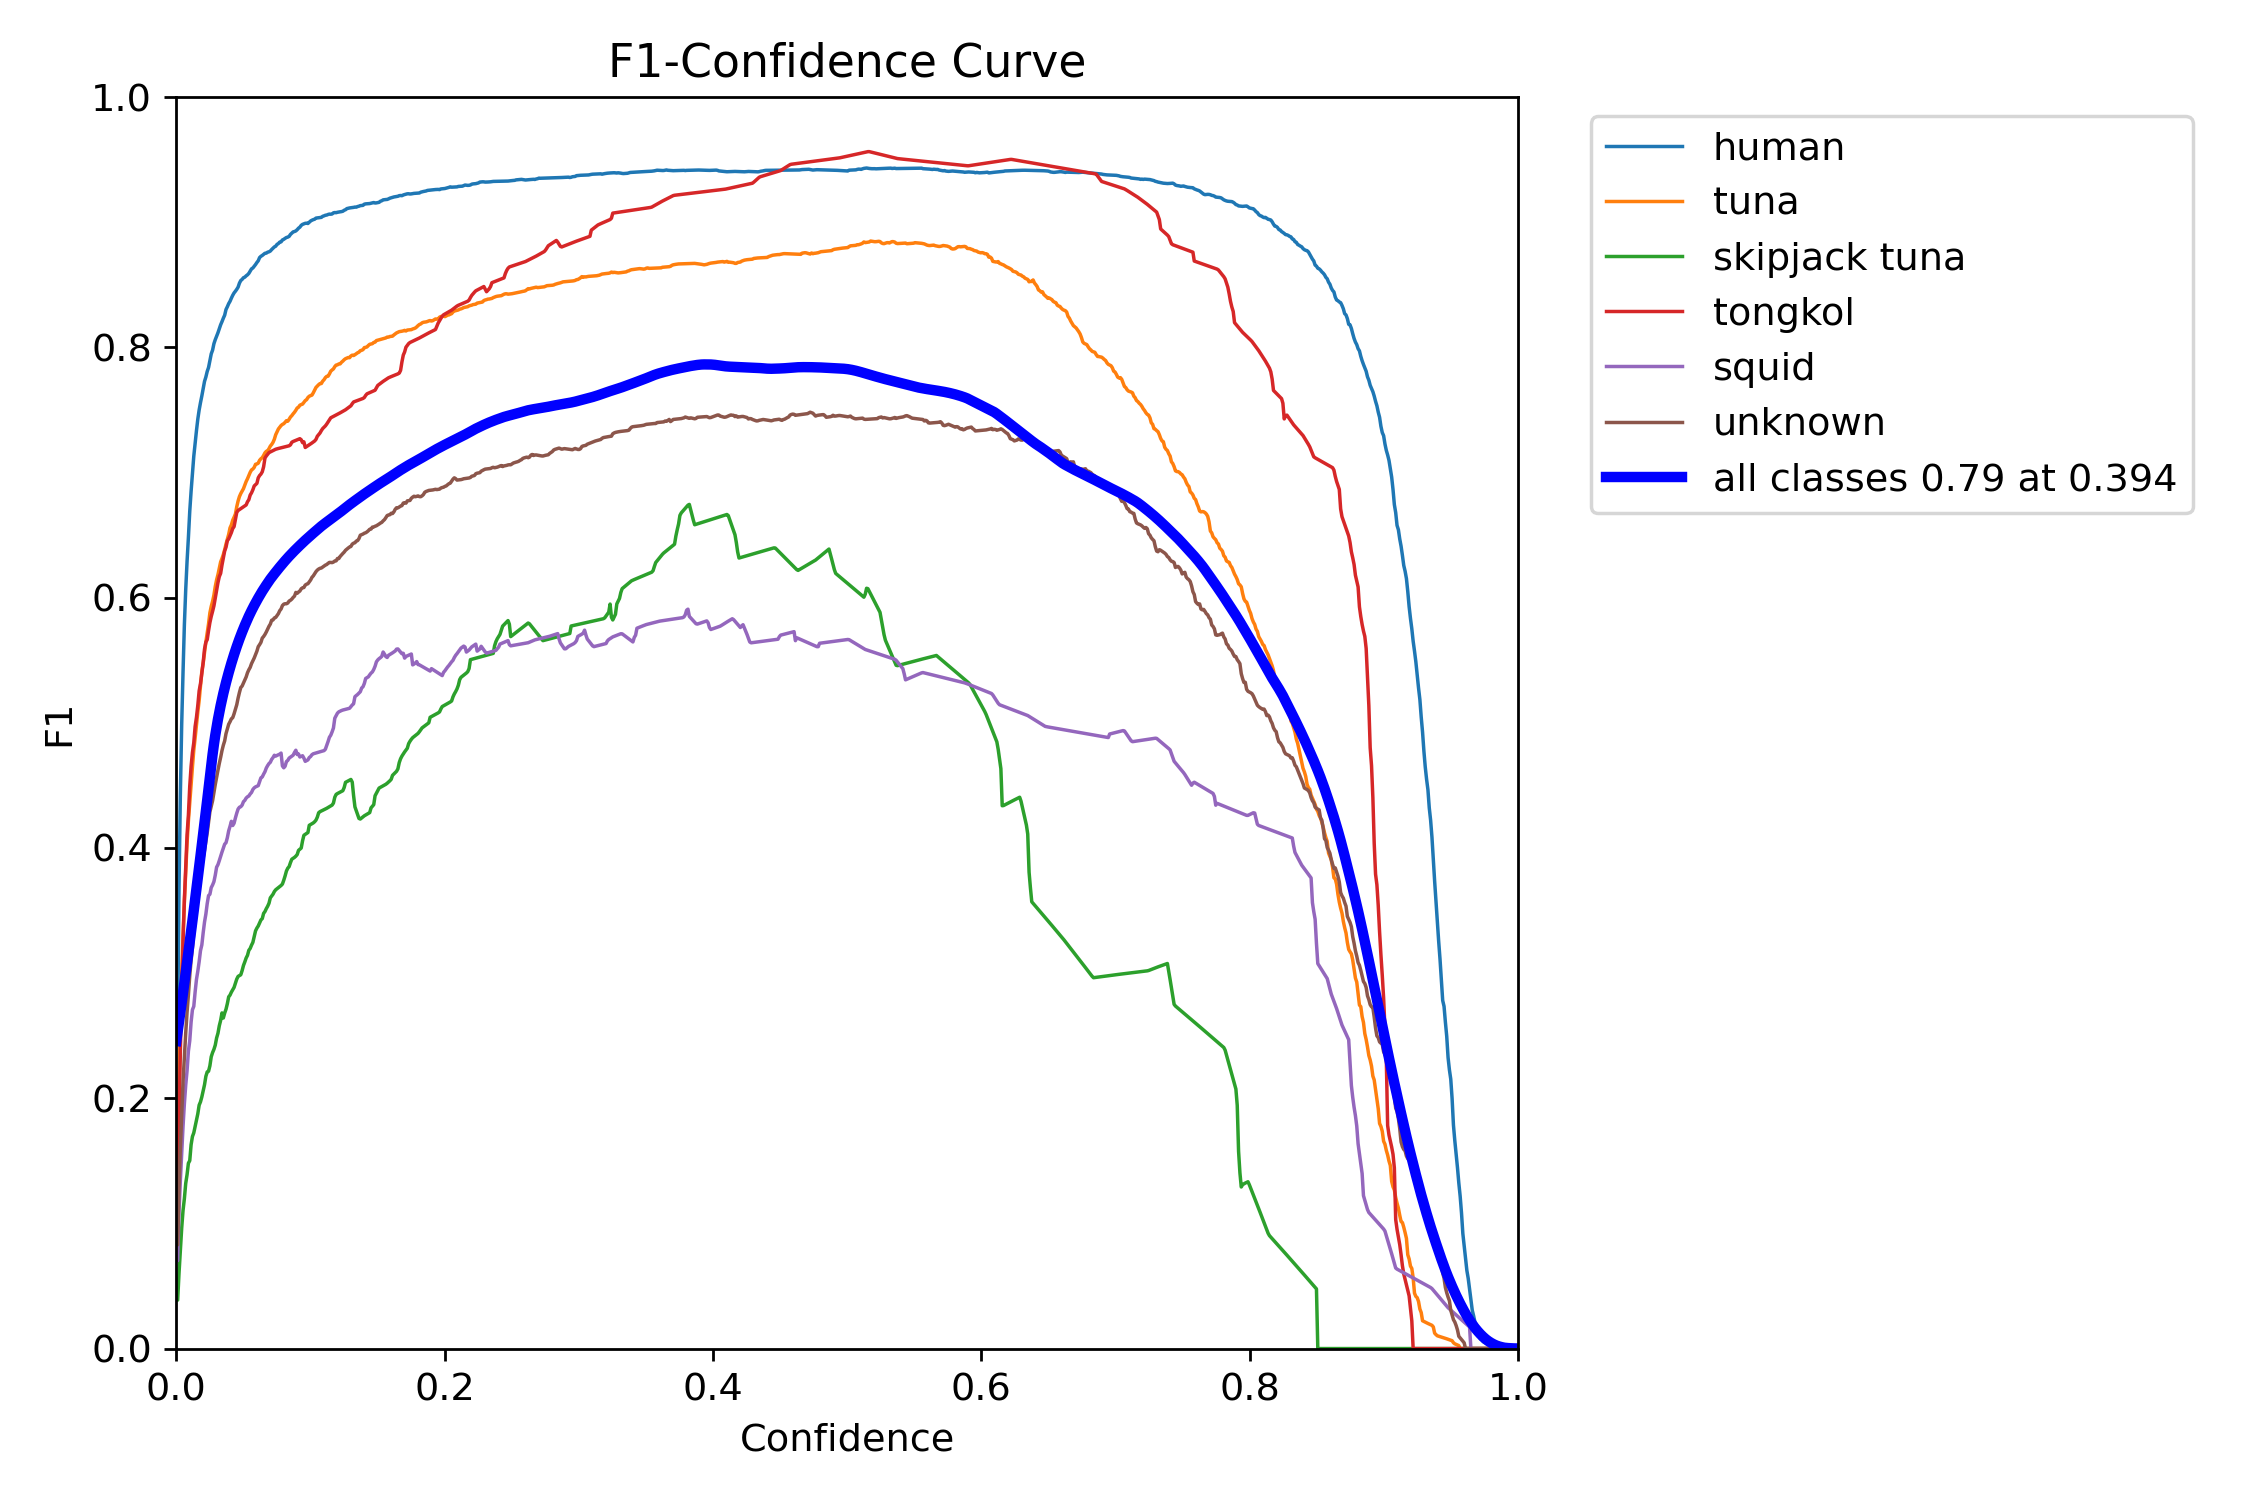 F1-Confidence Curve
1.0
0.8
0.6
0.4
0.2
0.0
F1
0.0 0.2 0.4 0.6 0.8 1.0
Confidence
human
tuna
skipjack tuna
tongkol
squid
unknown
all classes 0.79 at 0.394